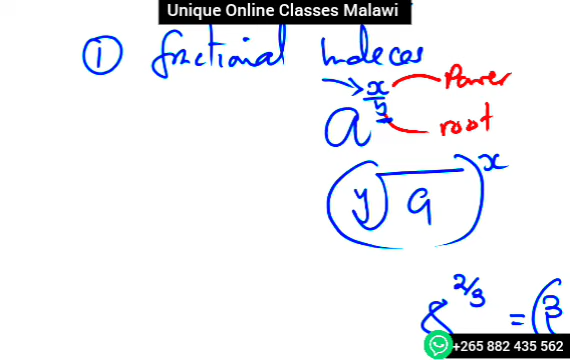 Unique Online Classes Malawi
① fractional indeces
a^(x/y) Power
root
(y√a)^x
8^(2/3) = (3
+265 882 435 562